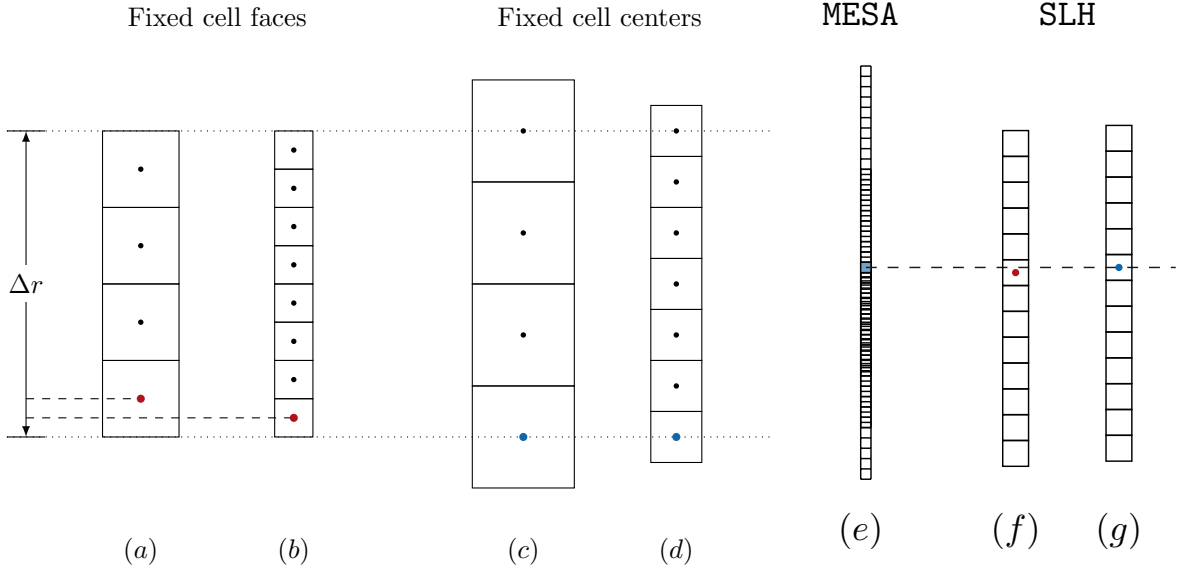 Fixed cell faces
Fixed cell centers
MESA
SLH
Δr
(a)
(b)
(c)
(d)
(e)
(f)
(g)